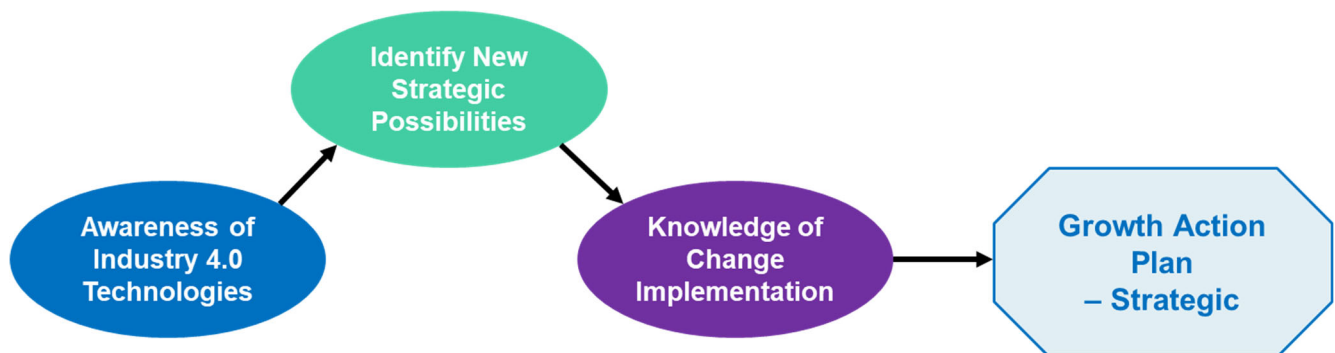 Identify New
Strategic
Possibilities
Awareness of
Industry 4.0
Technologies
Knowledge of
Change
Implementation
Growth Action
Plan
– Strategic